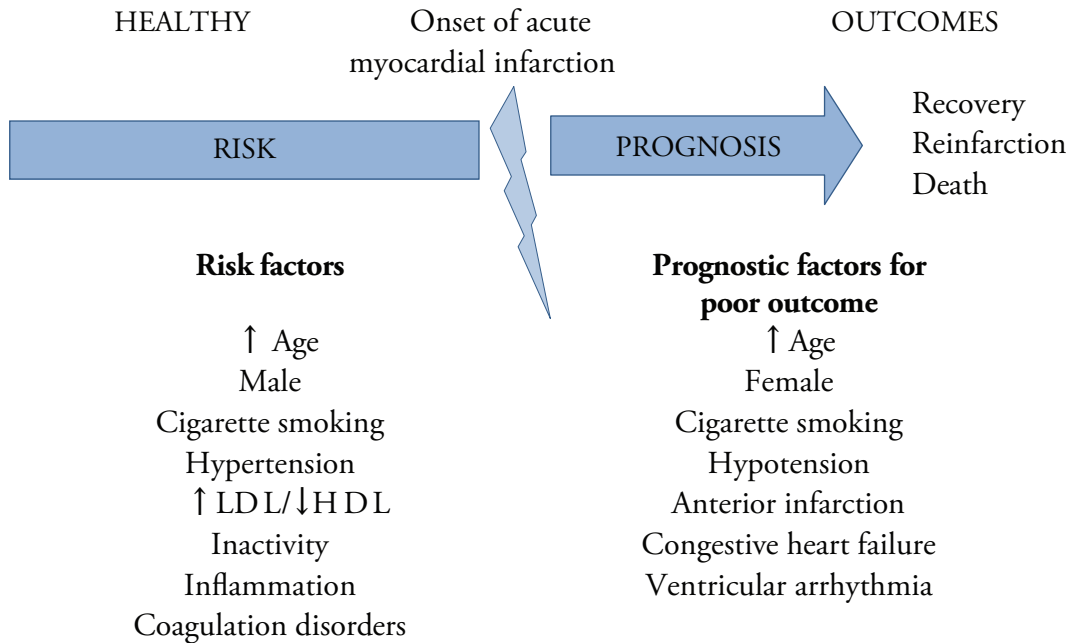 HEALTHY
Onset of acute
myocardial infarction
OUTCOMES
RISK
PROGNOSIS
Recovery
Reinfarction
Death
Risk factors
↑ Age
Male
Cigarette smoking
Hypertension
↑ LDL/↓HDL
Inactivity
Inflammation
Coagulation disorders
Prognostic factors for
poor outcome
↑ Age
Female
Cigarette smoking
Hypotension
Anterior infarction
Congestive heart failure
Ventricular arrhythmia